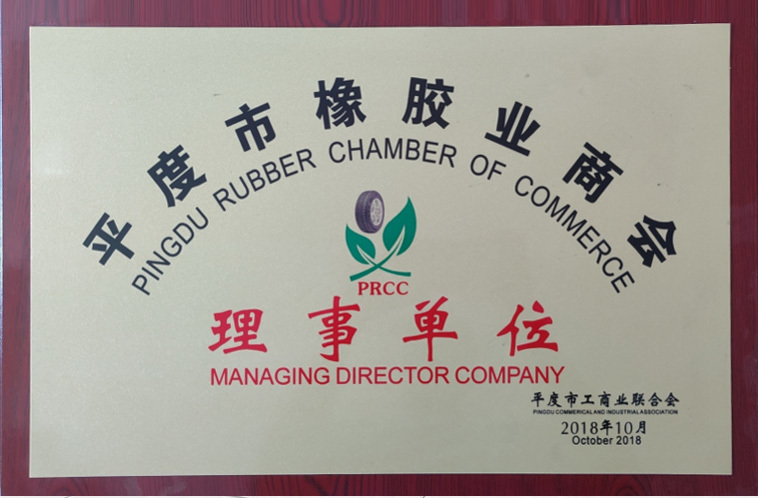 平度市橡胶业商会
PINGDU RUBBER CHAMBER OF COMMERCE
PRCC
理事单位
MANAGING DIRECTOR COMPANY
平度市工商业联合会
PINGDU COMMERICAL AND INDUSTRIAL ASSOCIATION
2018年10月
October 2018